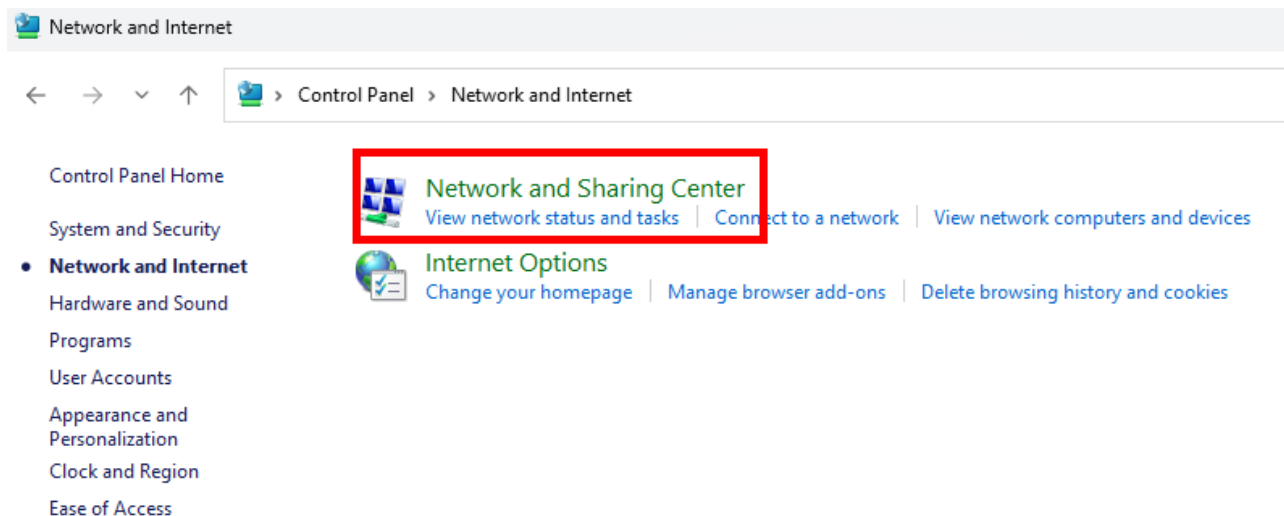 Network and Internet
Control Panel > Network and Internet
Control Panel Home
System and Security
Network and Internet
Hardware and Sound
Programs
User Accounts
Appearance and
Personalization
Clock and Region
Ease of Access
Network and Sharing Center
View network status and tasks | Connect to a network | View network computers and devices
Internet Options
Change your homepage | Manage browser add-ons | Delete browsing history and cookies